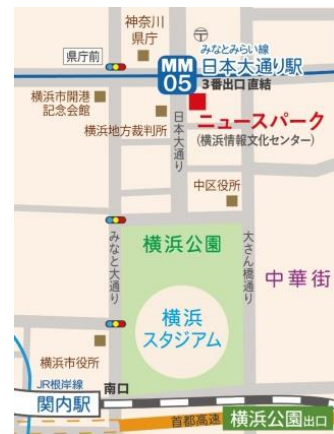 神奈川
県庁
〒
みなとみらい線
県庁前
MM
05
日本大通り駅
3番出口直結
横浜市開港
記念会館
ニュースパーク
(横浜情報文化センター)
横浜地方裁判所
日本大通り
中区役所
みなと大通り
横浜公園
大さん橋通り
中華街
横浜
スタジアム
横浜市役所
JR根岸線
南口
関内駅
首都高速
横浜公園出口